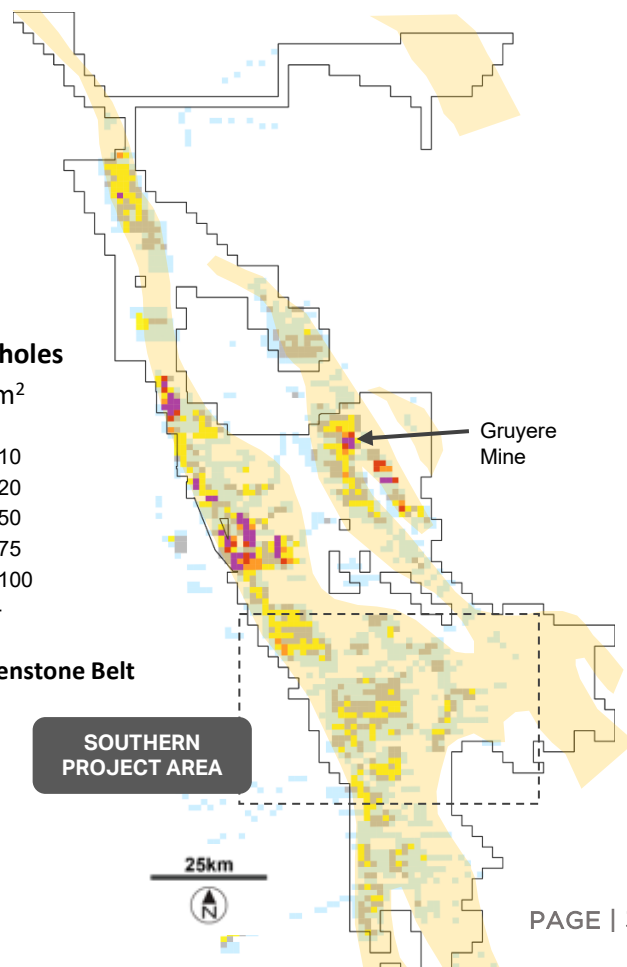 holes
m²
10
20
50
75
100
Gruyere
Mine
enstone Belt
SOUTHERN
PROJECT AREA
25km
N
PAGE |